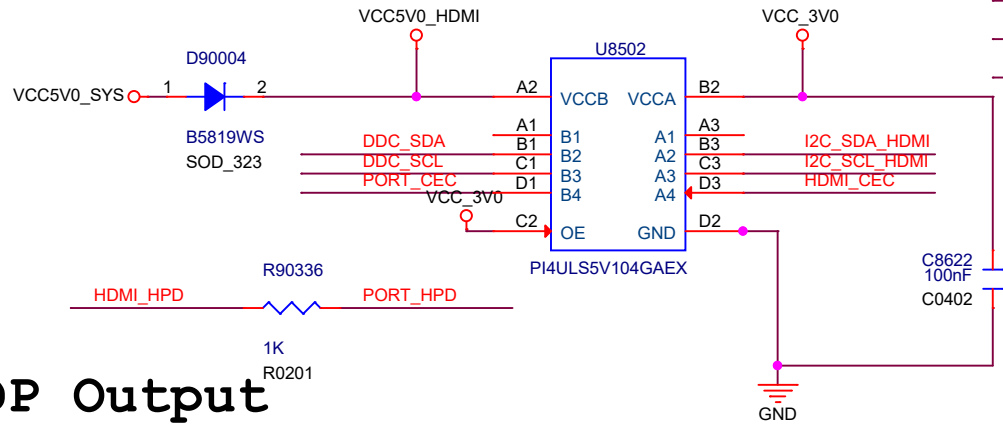 VCC5V0_HDMI
VCC_3V0
D90004
U8502
VCC5V0_SYS
1
2
A2
VCCB
VCCA
B2
B5819WS
SOD_323
A1
B1
A1
A3
DDC_SDA
B1
B2
A2
B3
I2C_SDA_HDMI
DDC_SCL
C1
B3
A3
C3
I2C_SCL_HDMI
PORT_CEC
D1
B4
A4
D3
HDMI_CEC
VCC_3V0
C2
OE
GND
D2
PI4ULS5V104GAEX
R90336
HDMI_HPD
PORT_HPD
1K
R0201
C8622
100nF
C0402
GND
Output